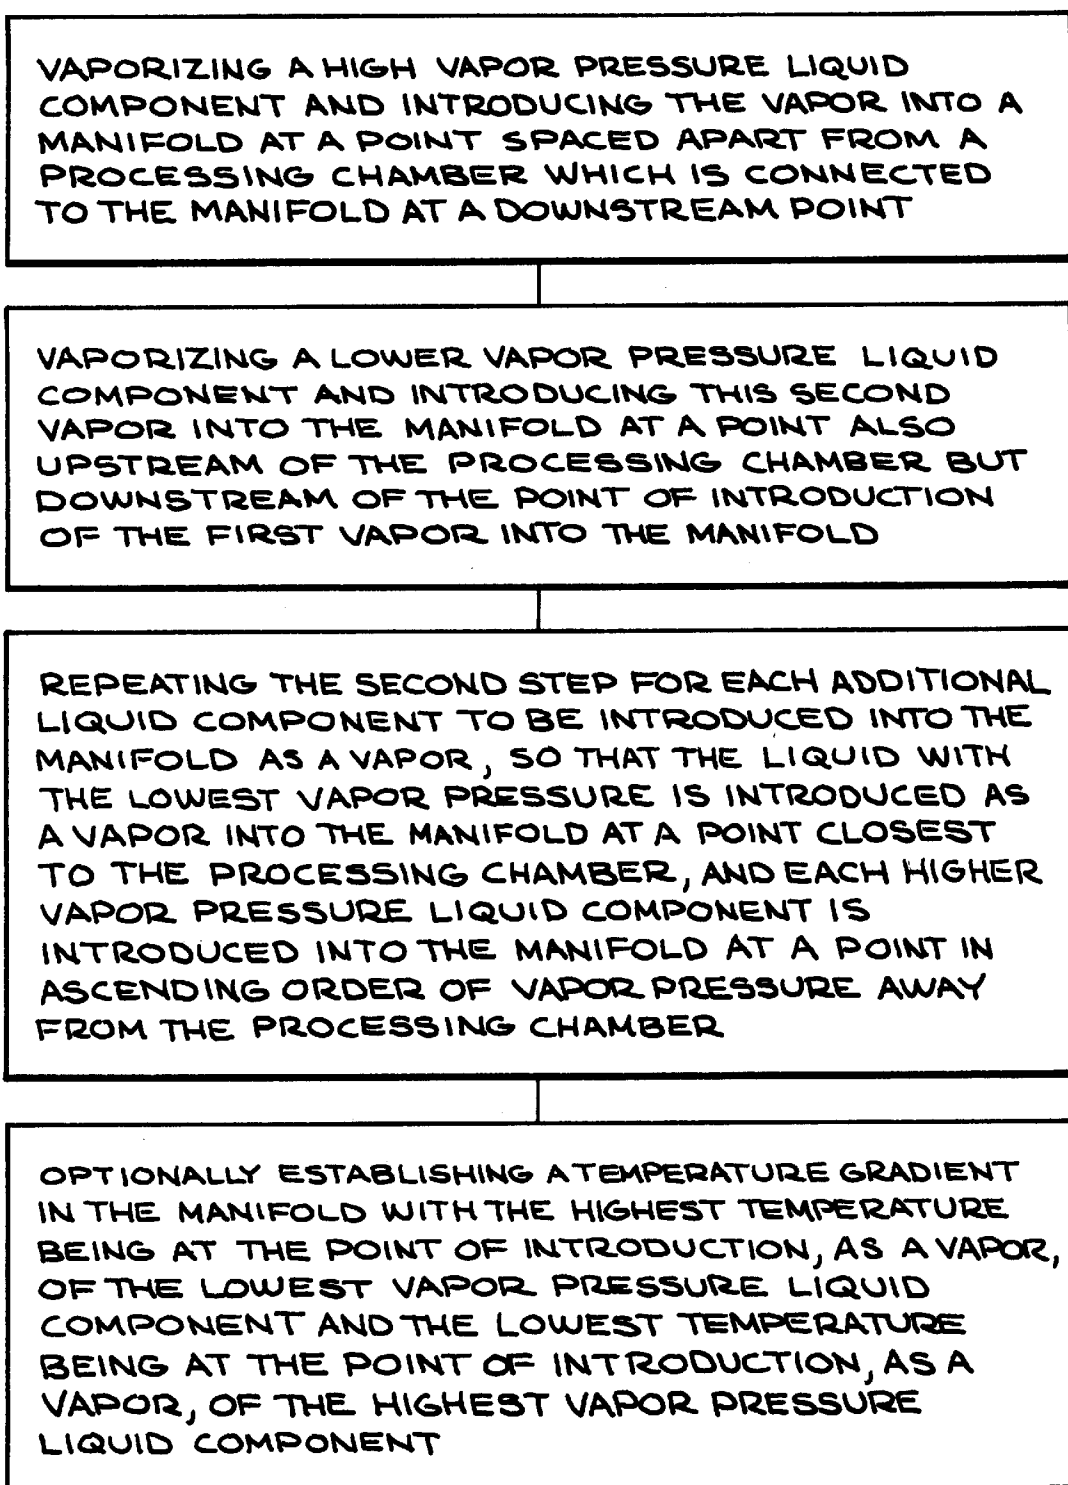 VAPORIZING A HIGH VAPOR PRESSURE LIQUID
COMPONENT AND INTRODUCING THE VAPOR INTO A
MANIFOLD AT A POINT SPACED APART FROM A
PROCESSING CHAMBER WHICH IS CONNECTED
TO THE MANIFOLD AT A DOWNSTREAM POINT
VAPORIZING A LOWER VAPOR PRESSURE LIQUID
COMPONENT AND INTRODUCING THIS SECOND
VAPOR INTO THE MANIFOLD AT A POINT ALSO
UPSTREAM OF THE PROCESSING CHAMBER BUT
DOWNSTREAM OF THE POINT OF INTRODUCTION
OF THE FIRST VAPOR INTO THE MANIFOLD
REPEATING THE SECOND STEP FOR EACH ADDITIONAL
LIQUID COMPONENT TO BE INTRODUCED INTO THE
MANIFOLD AS A VAPOR, SO THAT THE LIQUID WITH
THE LOWEST VAPOR PRESSURE IS INTRODUCED AS
A VAPOR INTO THE MANIFOLD AT A POINT CLOSEST
TO THE PROCESSING CHAMBER, AND EACH HIGHER
VAPOR PRESSURE LIQUID COMPONENT IS
INTRODUCED INTO THE MANIFOLD AT A POINT IN
ASCENDING ORDER OF VAPOR PRESSURE AWAY
FROM THE PROCESSING CHAMBER
OPTIONALLY ESTABLISHING A TEMPERATURE GRADIENT
IN THE MANIFOLD WITH THE HIGHEST TEMPERATURE
BEING AT THE POINT OF INTRODUCTION, AS A VAPOR,
OF THE LOWEST VAPOR PRESSURE LIQUID
COMPONENT AND THE LOWEST TEMPERATURE
BEING AT THE POINT OF INTRODUCTION, AS A
VAPOR, OF THE HIGHEST VAPOR PRESSURE
LIQUID COMPONENT